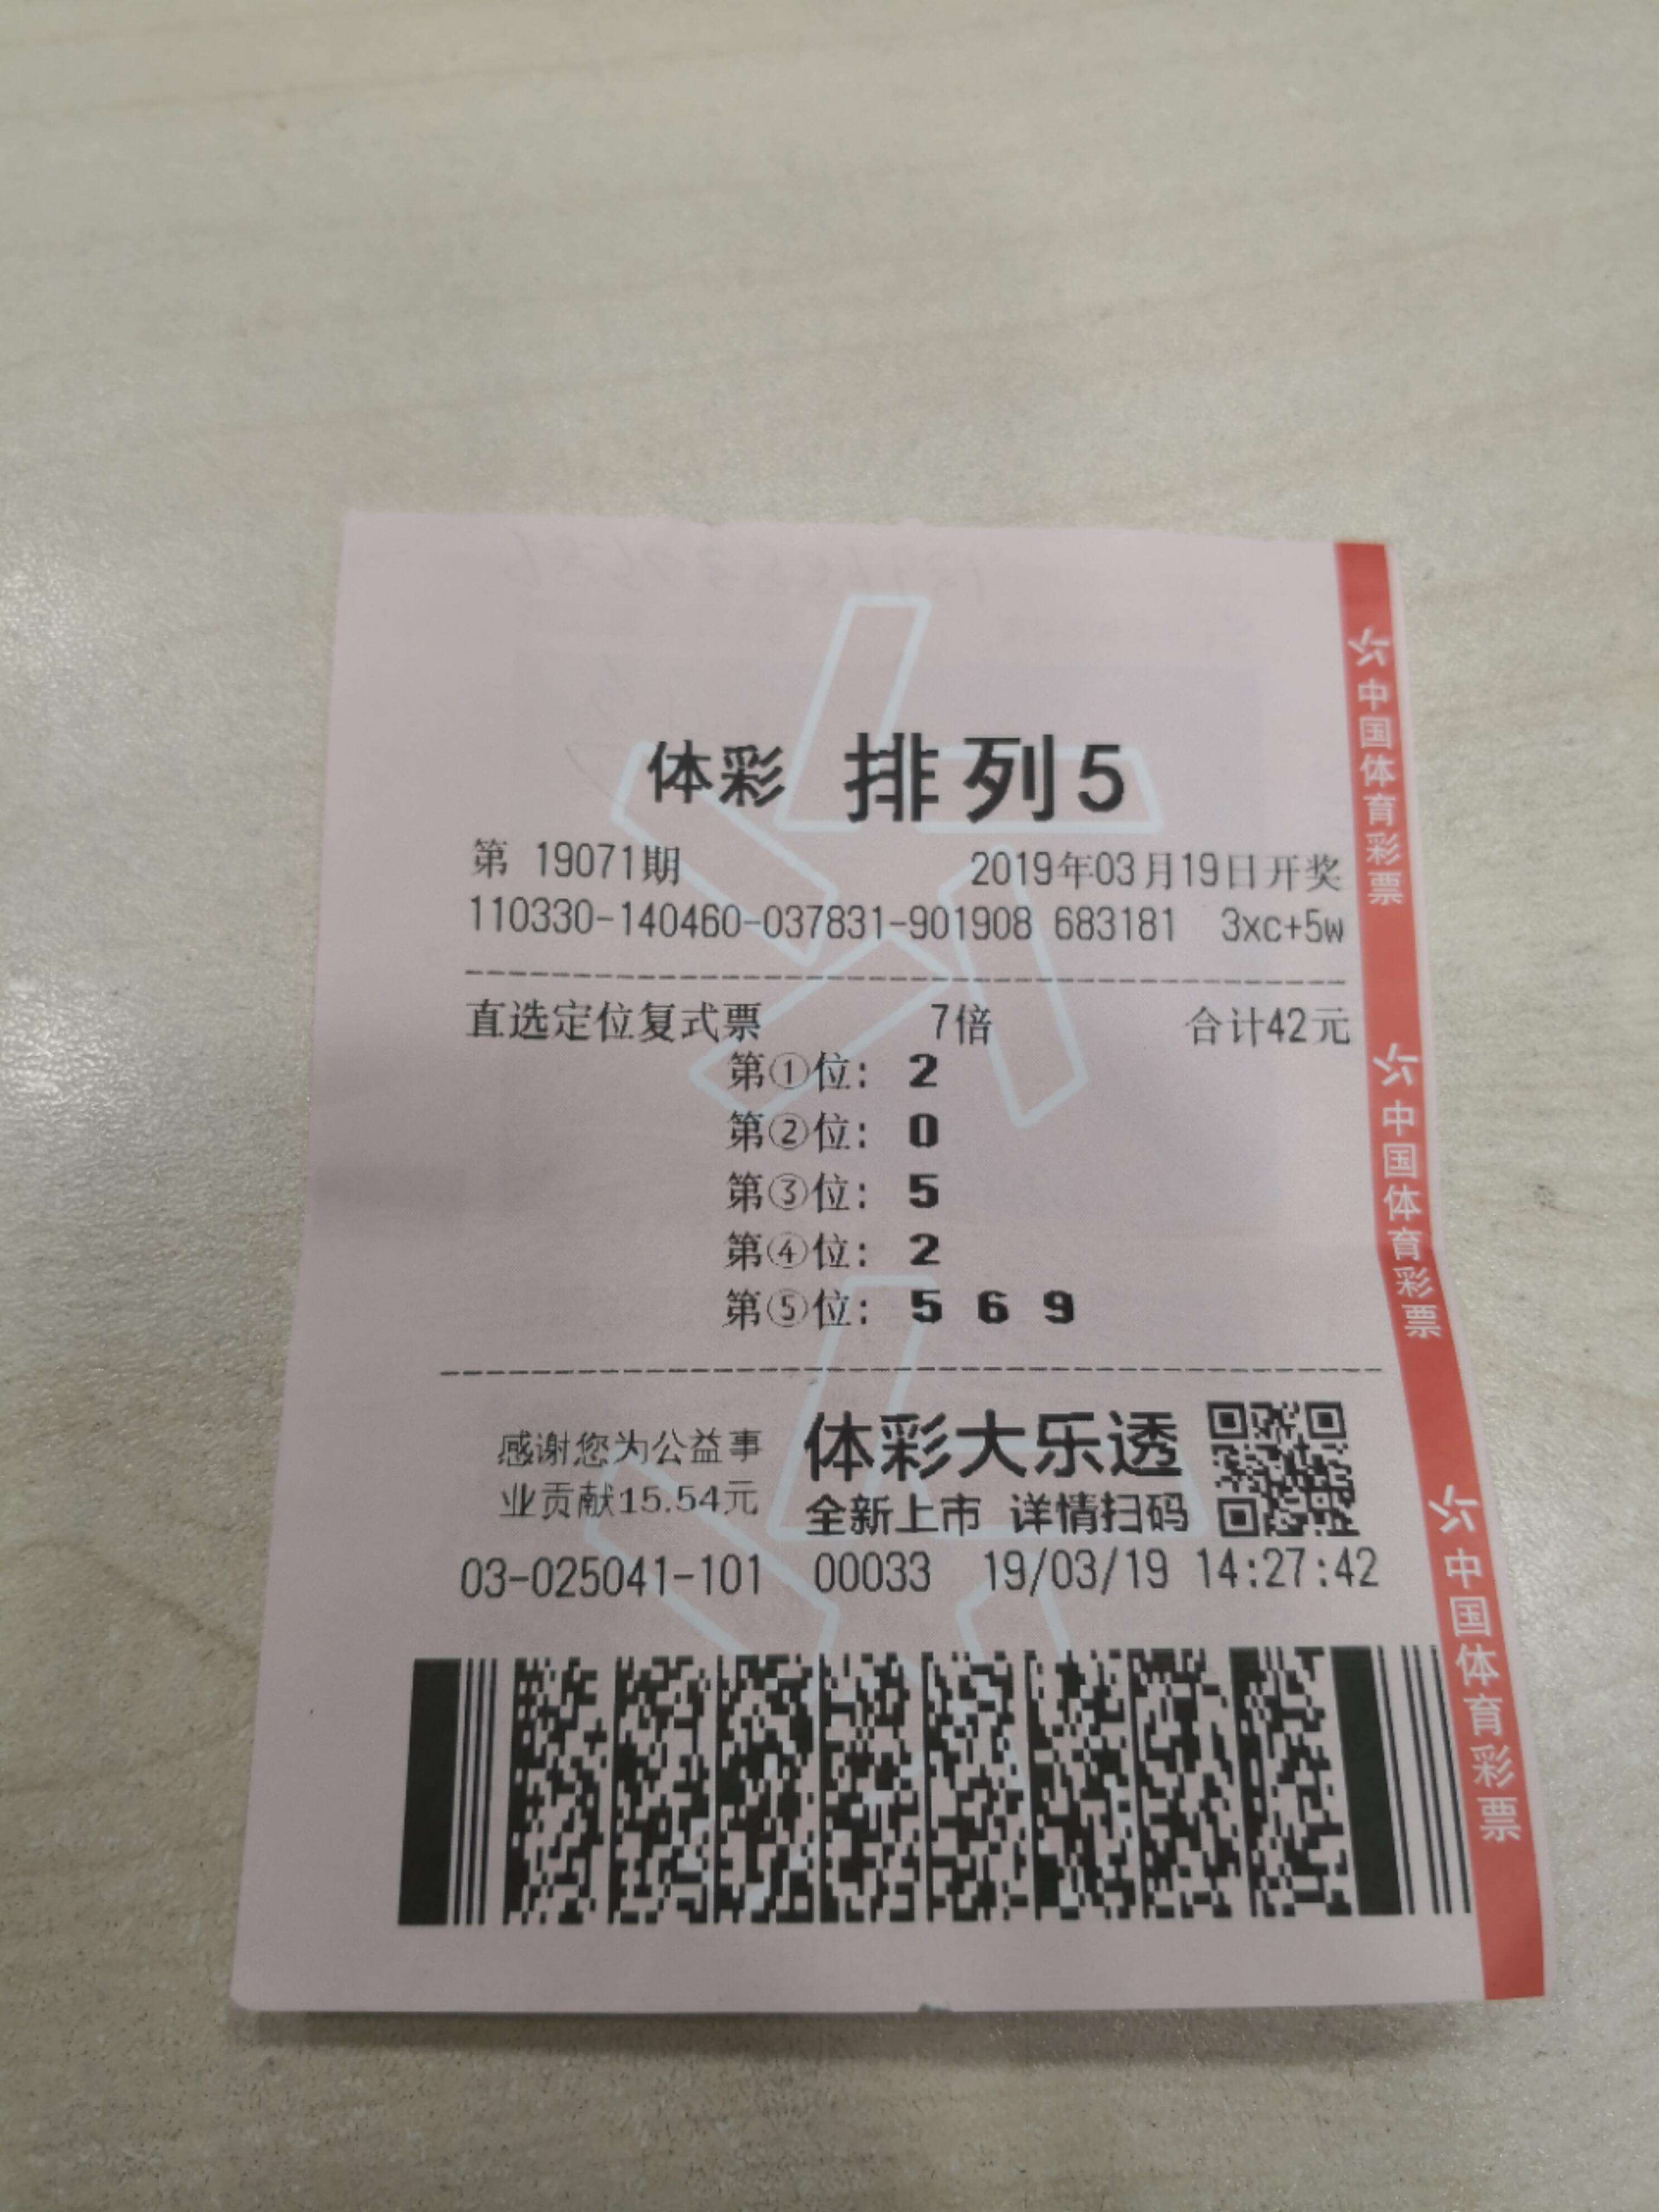 体彩 排列5
第 19071期 2019年03月19日开奖
110330-140460-037831-901908 683181 3xc+5w
直选定位复式票 7倍 合计42元
第①位: 2
第②位: 0
第③位: 5
第④位: 2
第⑤位: 5 6 9
感谢您为公益事
业贡献15.54元
体彩大乐透
全新上市 详情扫码
03-025041-101 00033 19/03/19 14:27:42
中国体育彩票
中国体育彩票
中国体育彩票